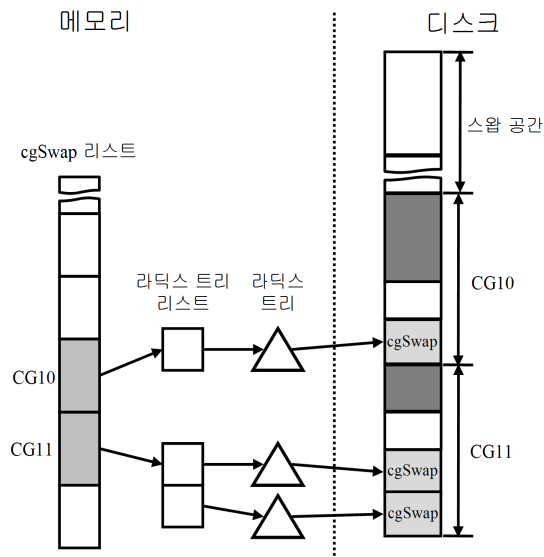 메모리
디스크
스왑 공간
cgSwap 리스트
라딕스 트리
리스트
라딕스
트리
CG10
cgSwap
CG10
CG11
CG11
cgSwap
cgSwap